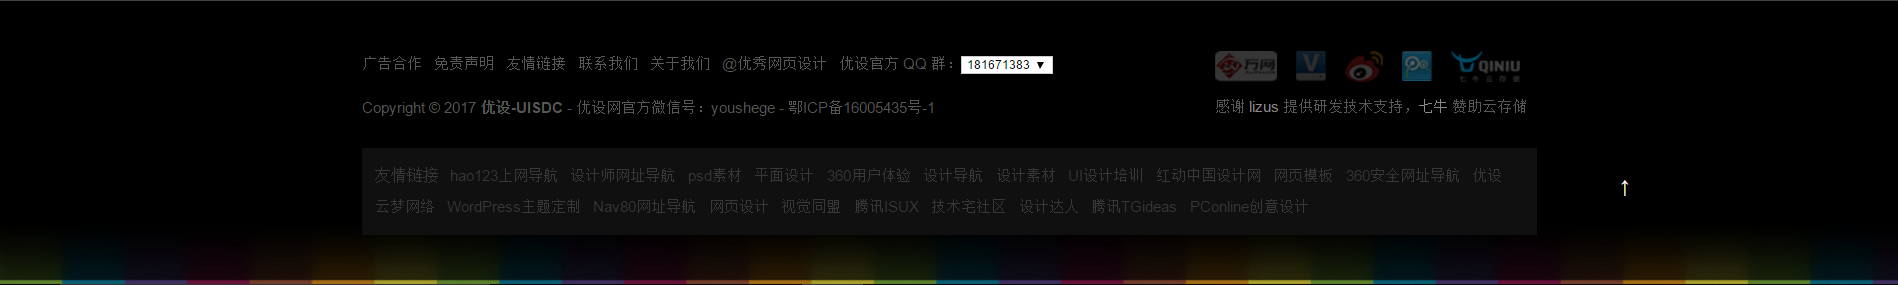 广告合作 免责声明 友情链接 联系我们 关于我们 @优秀网页设计 优设官方 QQ 群： 181671383 ▼
万网 V QINIU 七牛云存储
Copyright © 2017 优设-UISDC - 优设网官方微信号：youshege - 鄂ICP备16005435号-1
感谢 lizus 提供研发技术支持，七牛 赞助云存储
友情链接 hao123上网导航 设计师网址导航 psd素材 平面设计 360用户体验 设计导航 设计素材 UI设计培训 红动中国设计网 网页模板 360安全网址导航 优设
云梦网络 WordPress主题定制 Nav80网址导航 网页设计 视觉同盟 腾讯ISUX 技术宅社区 设计达人 腾讯TGideas PConline创意设计
↑